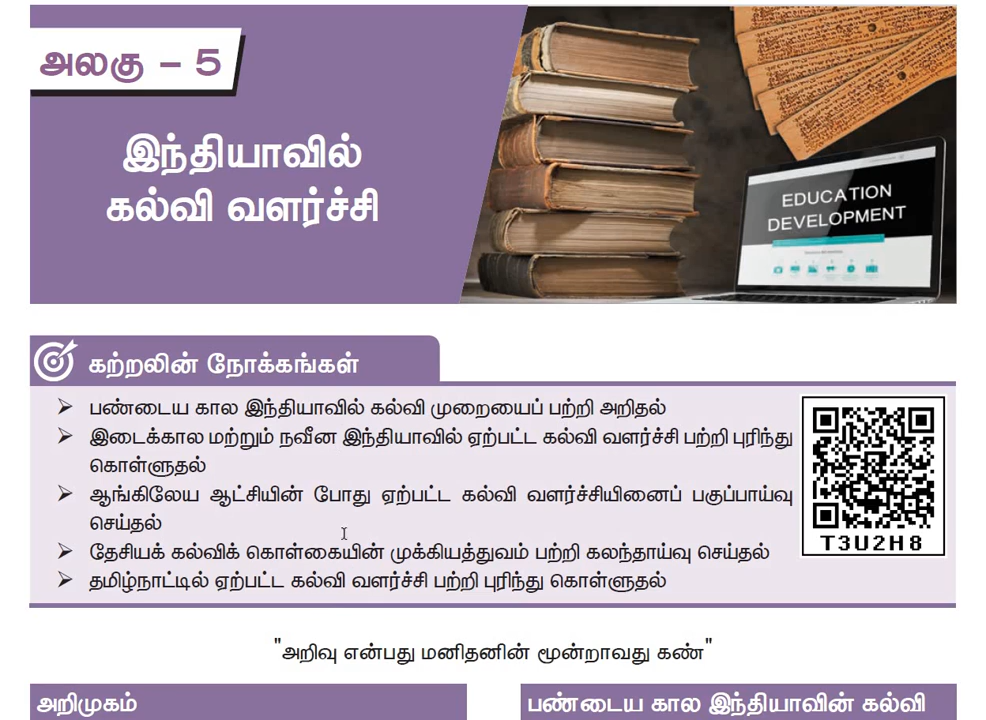 அலகு – 5
இந்தியாவில்
கல்வி வளர்ச்சி
EDUCATION
DEVELOPMENT
கற்றலின் நோக்கங்கள்
➢ பண்டைய கால இந்தியாவில் கல்வி முறையைப் பற்றி அறிதல்
➢ இடைக்கால மற்றும் நவீன இந்தியாவில் ஏற்பட்ட கல்வி வளர்ச்சி பற்றி புரிந்து
கொள்ளுதல்
➢ ஆங்கிலேய ஆட்சியின் போது ஏற்பட்ட கல்வி வளர்ச்சியினைப் பகுப்பாய்வு
செய்தல்
➢ தேசியக் கல்விக் கொள்கையின் முக்கியத்துவம் பற்றி கலந்தாய்வு செய்தல்
➢ தமிழ்நாட்டில் ஏற்பட்ட கல்வி வளர்ச்சி பற்றி புரிந்து கொள்ளுதல்
T3U2H8
"அறிவு என்பது மனிதனின் மூன்றாவது கண்"
அறிமுகம்
பண்டைய கால இந்தியாவின் கல்வி